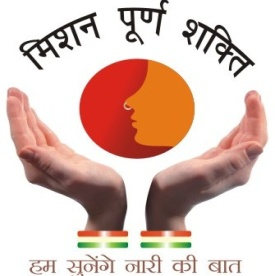 मिशन पूर्ण शक्ति
हम सुनेंगे नारी की बात